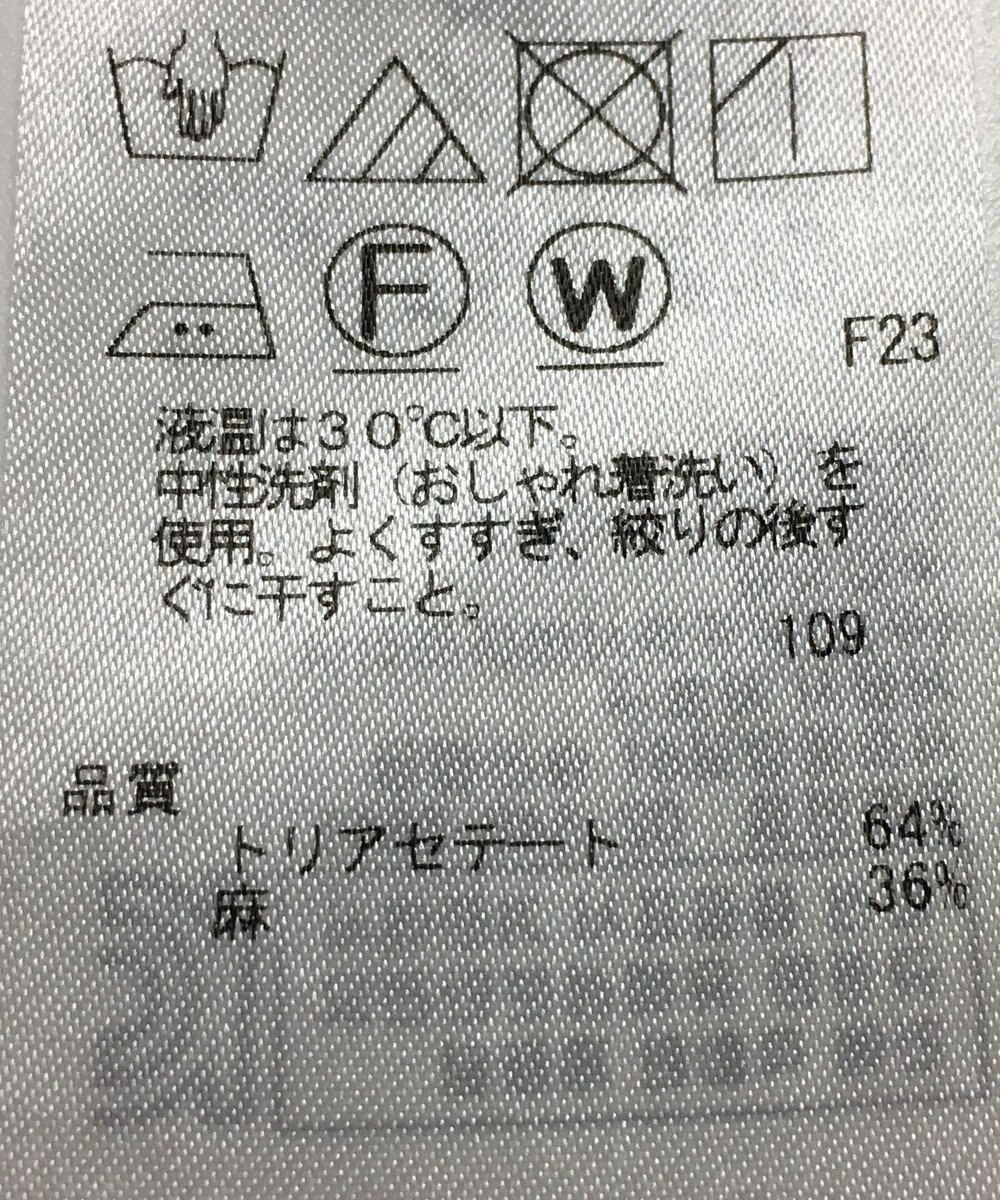 F
W
F23
液温は30℃以下。
中性洗剤（おしゃれ着洗い）を
使用。よくすすぎ、絞りの後す
ぐに干すこと。
109
品質
トリアセテート 64%
麻 36%